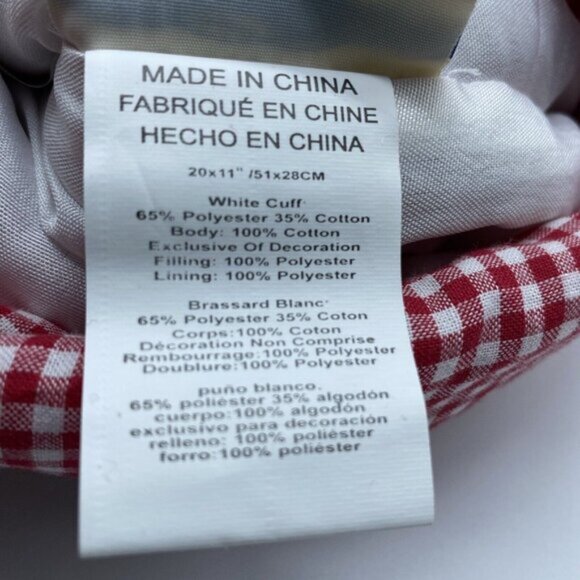 MADE IN CHINA
FABRIQUÉ EN CHINE
HECHO EN CHINA
20x11" /51x28CM
White Cuff
65% Polyester 35% Cotton
Body: 100% Cotton
Exclusive Of Decoration
Filling: 100% Polyester
Lining: 100% Polyester
Brassard Blanc
65% Polyester 35% Cotton
Corps:100% Coton
Décoration Non Comprise
Rembourrage:100% Polyester
Doublure: 100% Polyester
puño blanco.
65% poliéster 35% algodón
cuerpo:100% algodón
exclusivo para decoración
relleno: 100% poliéster
forro:100% poliéster